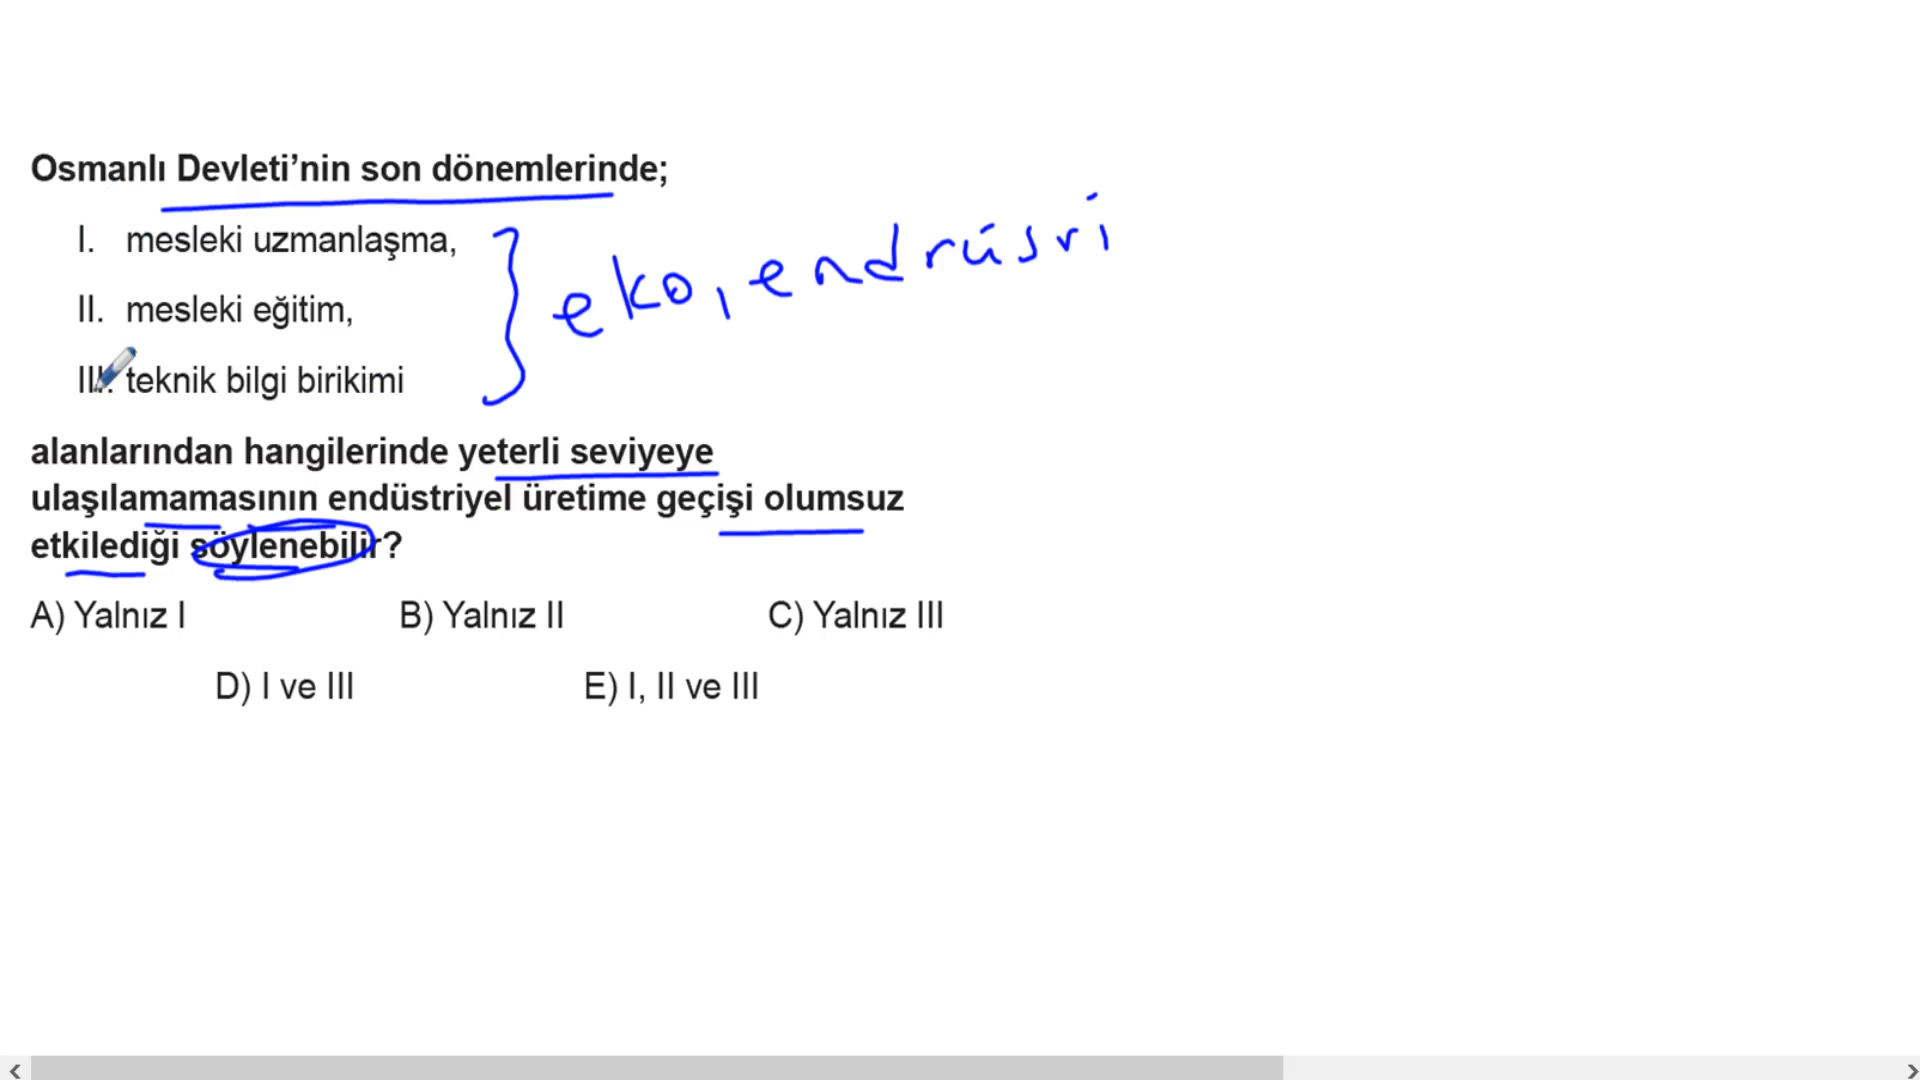 Osmanlı Devleti’nin son dönemlerinde;
I. mesleki uzmanlaşma,
II. mesleki eğitim,
III. teknik bilgi birikimi
eko, endrüsri
alanlarından hangilerinde yeterli seviyeye
ulaşılamamasının endüstriyel üretime geçişi olumsuz
etkilediği söylenebilir?
A) Yalnız I B) Yalnız II C) Yalnız III
D) I ve III E) I, II ve III